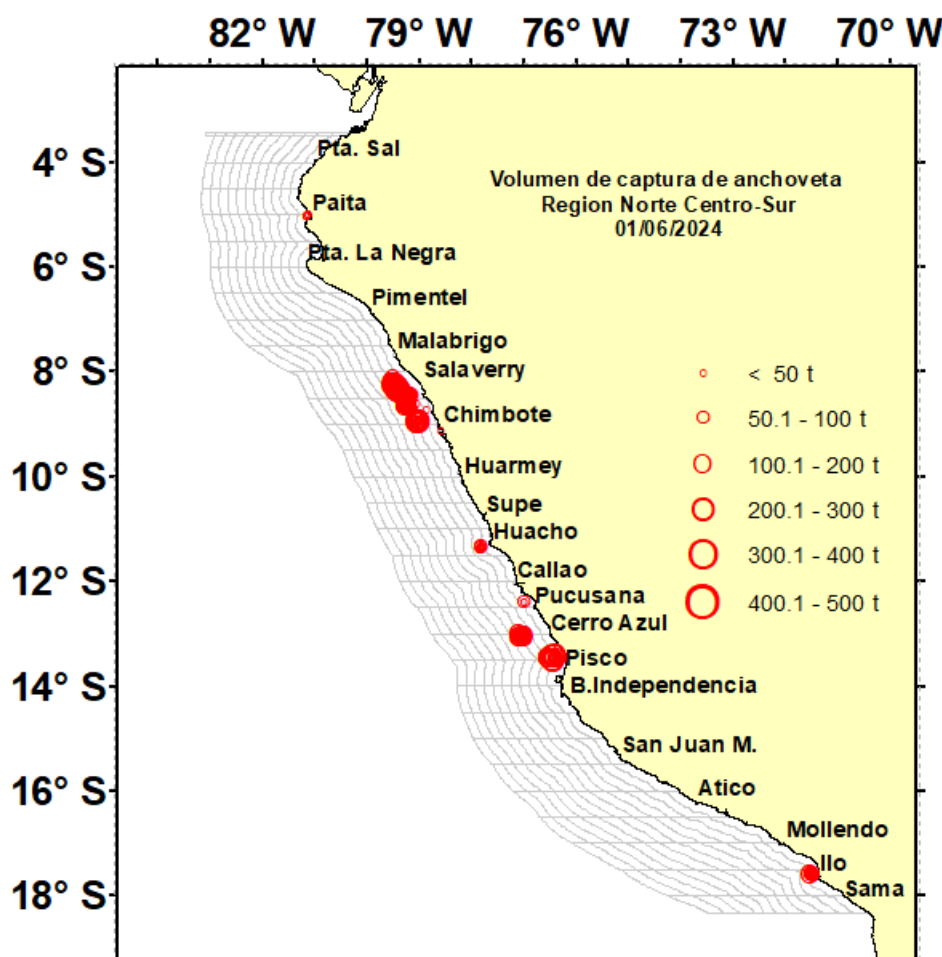 82° W 79° W 76° W 73° W 70° W
4° S
6° S
8° S
10° S
12° S
14° S
16° S
18° S
Pta. Sal
Paita
Pta. La Negra
Pimentel
Malabrigo
Salaverry
Chimbote
Huarmey
Supe
Huacho
Callao
Pucusana
Cerro Azul
Pisco
B.Independencia
San Juan M.
Atico
Mollendo
Ilo
Sama
Volumen de captura de anchoveta
Region Norte Centro-Sur
01/06/2024
< 50 t
50.1 - 100 t
100.1 - 200 t
200.1 - 300 t
300.1 - 400 t
400.1 - 500 t